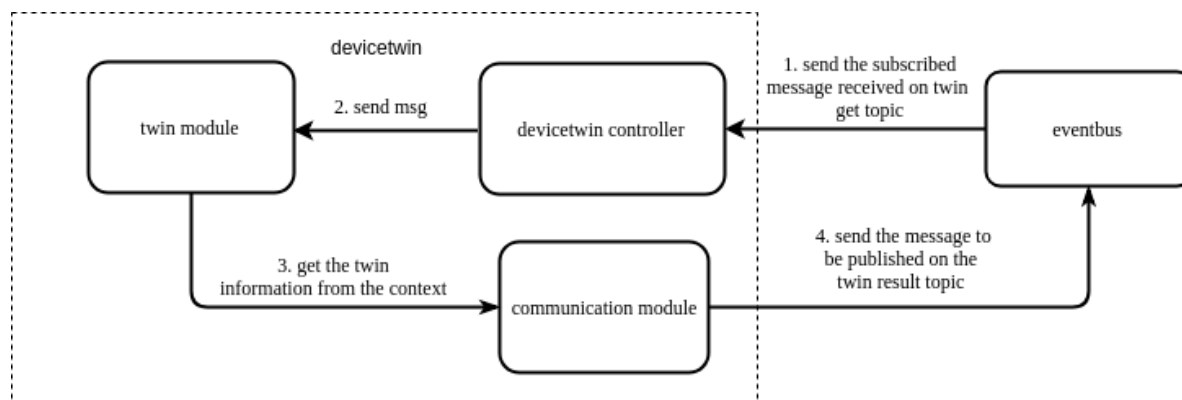 devicetwin
twin module
2. send msg
devicetwin controller
1. send the subscribed
message received on twin
get topic
eventbus
3. get the twin
information from the context
communication module
4. send the message to
be published on the
twin result topic